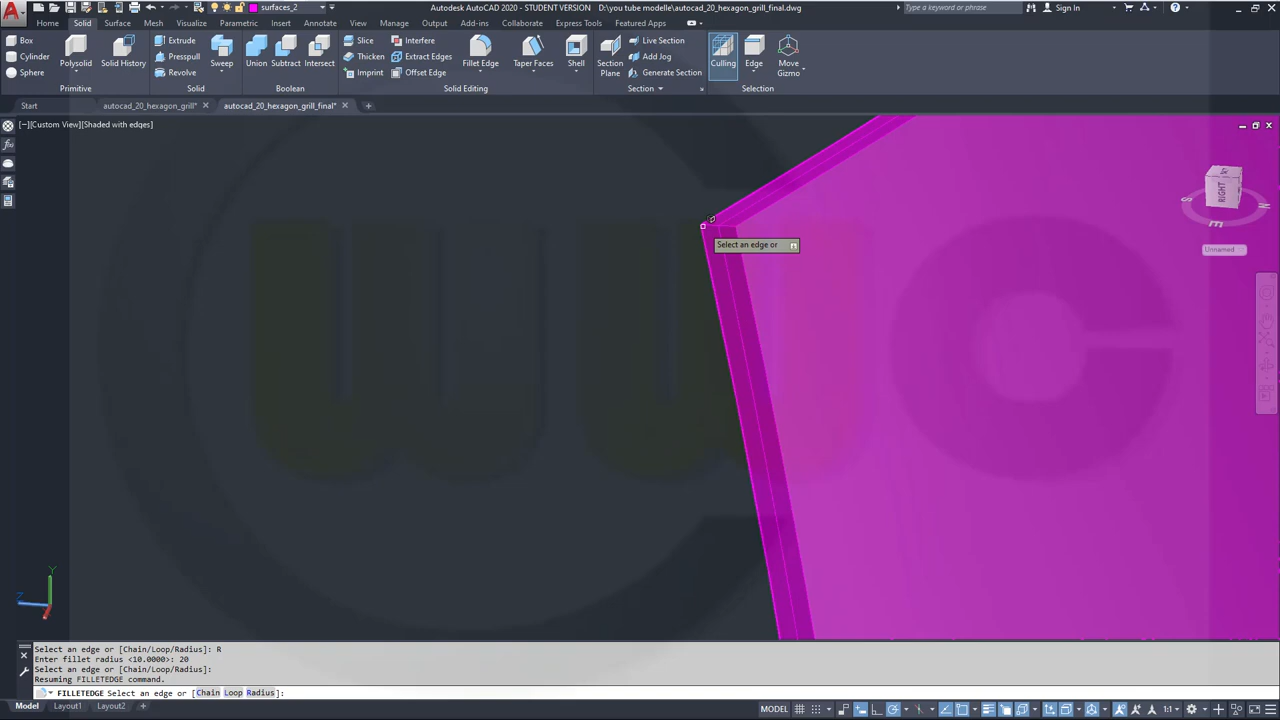 Autodesk AutoCAD 2020 - STUDENT VERSION D:\you tube modelle\autocad_20_hexagon_grill_final.dwg
surfaces_2
Type a keyword or phrase
Sign In
Home Solid Surface Mesh Visualize Parametric Insert Annotate View Manage Collaborate Add-ins Express Tools Featured Apps
Box
Cylinder
Sphere
Polysolid
Solid History
Extrude
Presspull
Revolve
Sweep
Union
Subtract
Intersect
Slice
Thicken
Imprint
Interfere
Extract Edges
Offset Edge
Fillet Edge
Taper Faces
Shell
Section
Plane
Live Section
Add Jog
Generate Section
Culling
Edge
Move
Gizmo
Primitive
Solid
Boolean
Solid Editing
Section
Selection
Start
autocad_20_hexagon_grill*
autocad_20_hexagon_grill_final*
[−][Custom View][Shaded with edges]
RIGHT
S
E
N
Unnamed
Select an edge or
Y
Z
Select an edge or [Chain/Loop/Radius]: R
Enter fillet radius <10.0000>: 20
Select an edge or [Chain/Loop/Radius]:
Resuming FILLETEDGE command.
FILLETEDGE Select an edge or [Chain Loop Radius]:
Model
Layout1
Layout2
MODEL
1:1
CWUC